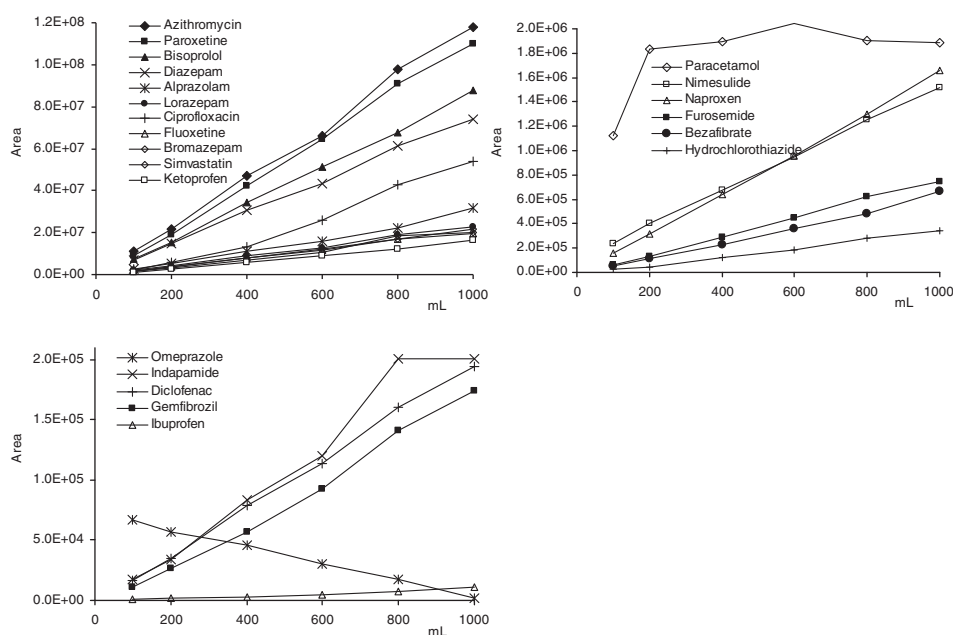 1.2E+08
1.0E+08
8.0E+07
6.0E+07
4.0E+07
2.0E+07
0.0E+00
Area
Azithromycin
Paroxetine
Bisoprolol
Diazepam
Alprazolam
Lorazepam
Ciprofloxacin
Fluoxetine
Bromazepam
Simvastatin
Ketoprofen
0 200 400 600 800 1000
mL
2.0E+06
1.8E+06
1.6E+06
1.4E+06
1.2E+06
1.0E+06
8.0E+05
6.0E+05
4.0E+05
2.0E+05
0.0E+00
Area
Paracetamol
Nimesulide
Naproxen
Furosemide
Bezafibrate
Hydrochlorothiazide
0 200 400 600 800 1000
mL
2.0E+05
1.5E+05
1.0E+05
5.0E+04
0.0E+00
Area
Omeprazole
Indapamide
Diclofenac
Gemfibrozil
Ibuprofen
0 200 400 600 800 1000
mL